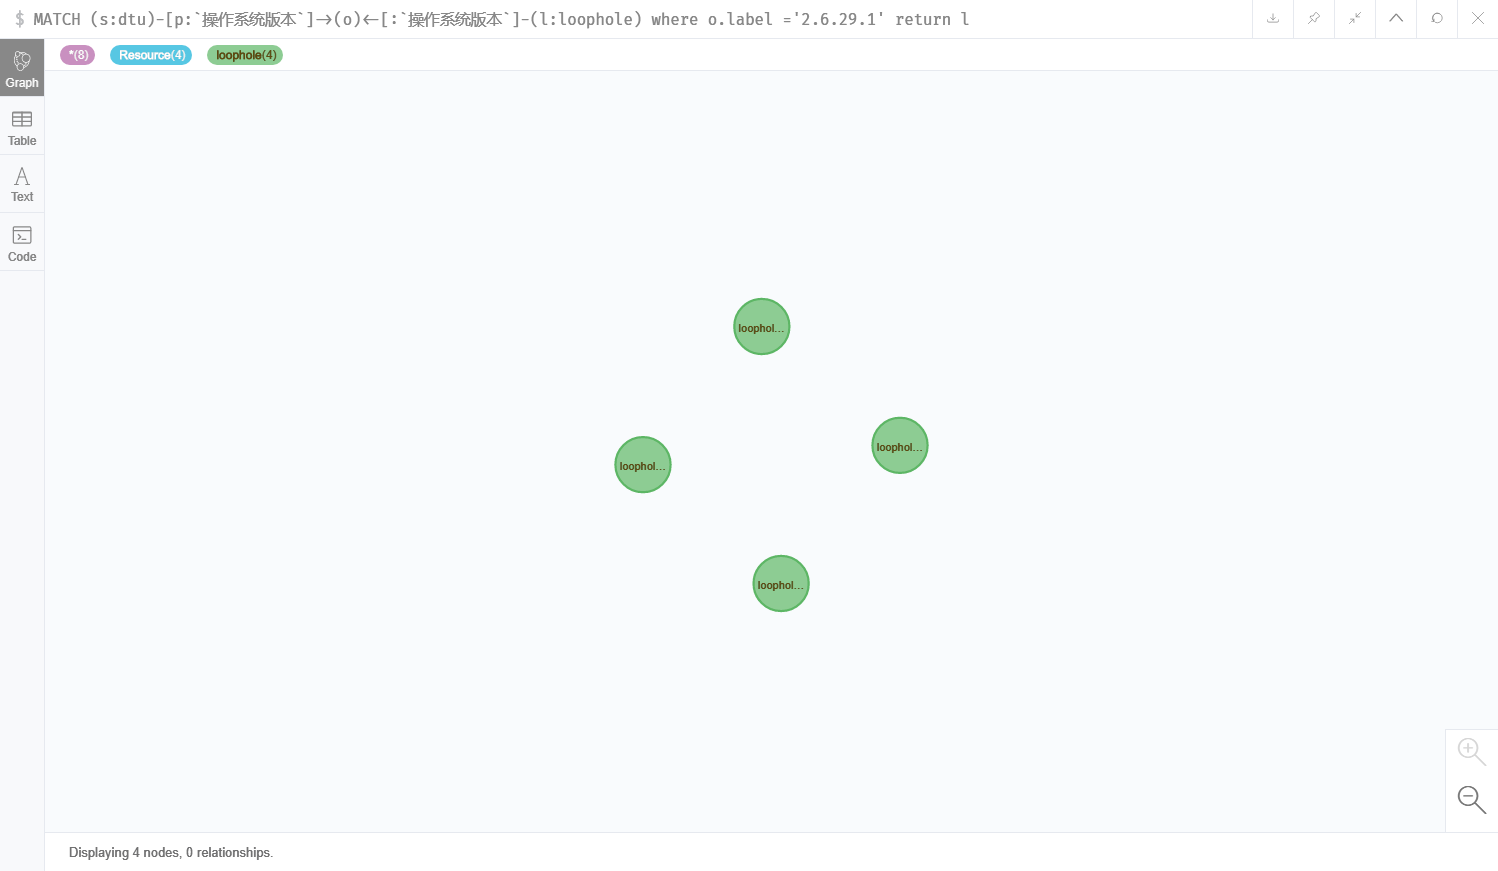 $ MATCH (s:dtu)-[p:`操作系统版本`]->(o)<-[:`操作系统版本`]-(l:loophole) where o.label ='2.6.29.1' return l
*(8) Resource(4) loophole(4)
Graph
Table
Text
Code
loophol...
loophol...
loophol...
loophol...
Displaying 4 nodes, 0 relationships.